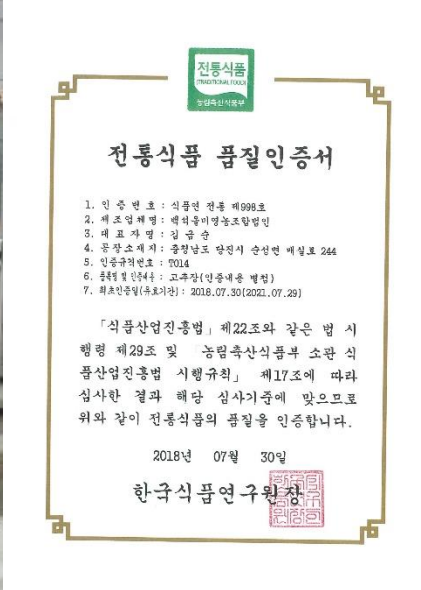 전통식품
(TRADITIONAL FOOD)
농림축산식품부
전통식품 품질인증서
1. 인 증 번 호 : 식품연 전통 제998호
2. 제 조 업 체 명 : 백석올미영농조합법인
3. 대 표 자 명 : 김 금 순
4. 공 장 소 재 지 : 충청남도 당진시 순성면 매실로 244
5. 인증규격번호 : T014
6. 품목명 및 인증내용 : 고추장(인증내용 별첨)
7. 최초인증일(유효기간) : 2018.07.30(2021.07.29)
「식품산업진흥법」제22조와 같은 법 시
행령 제29조 및 농림축산식품부 소관 식
품산업진흥법 시행규칙」 제17조에 따라
심사한 결과 해당 심사기준에 맞으므로
위와 같이 전통식품의 품질을 인증합니다.
2018년 07월 30일
한국식품연구원장